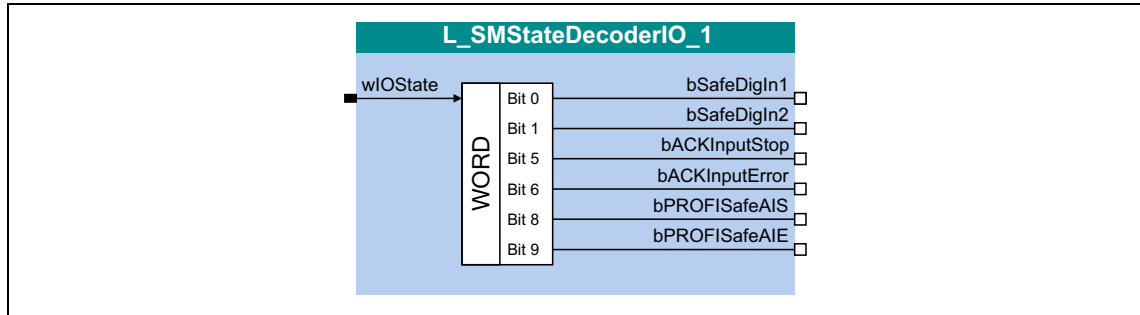 L_SMStateDecoderIO_1
wIOState
WORD
Bit 0
bSafeDigIn1
Bit 1
bSafeDigIn2
Bit 5
bACKInputStop
Bit 6
bACKInputError
Bit 8
bPROFISafeAIS
Bit 9
bPROFISafeAIE